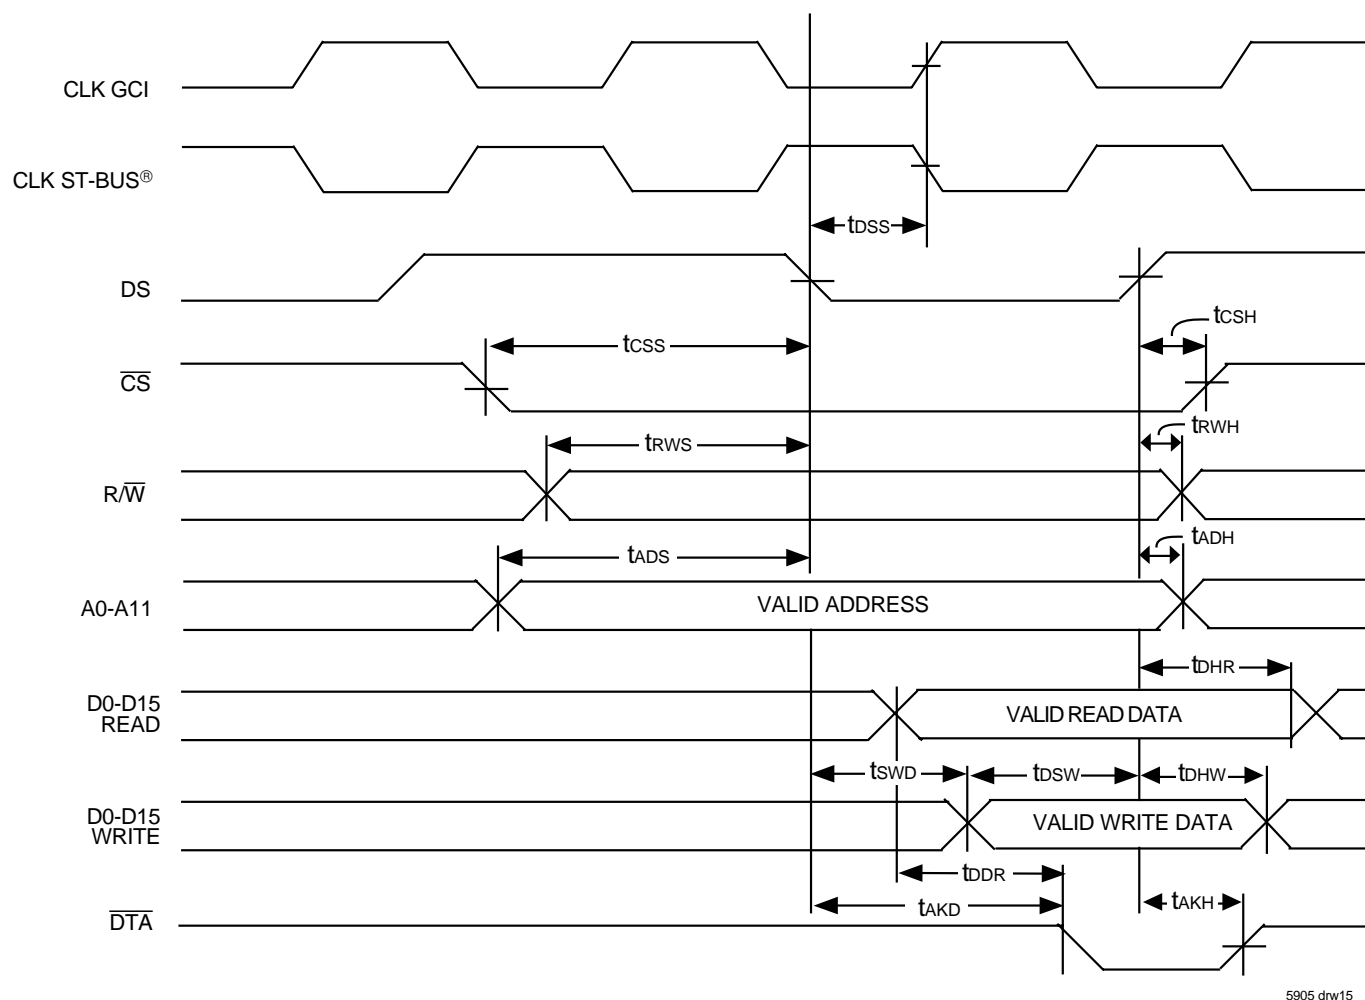 CLK GCI
CLK ST-BUS®
tDSS
DS
tCSH
tCSS
CS
tRWH
tRWS
R/W
tADH
tADS
A0-A11
VALID ADDRESS
tDHR
D0-D15
READ
VALID READ DATA
tSWD
tDSW
tDHW
D0-D15
WRITE
VALID WRITE DATA
tDDR
tAKD
tAKH
DTA
5905 drw15